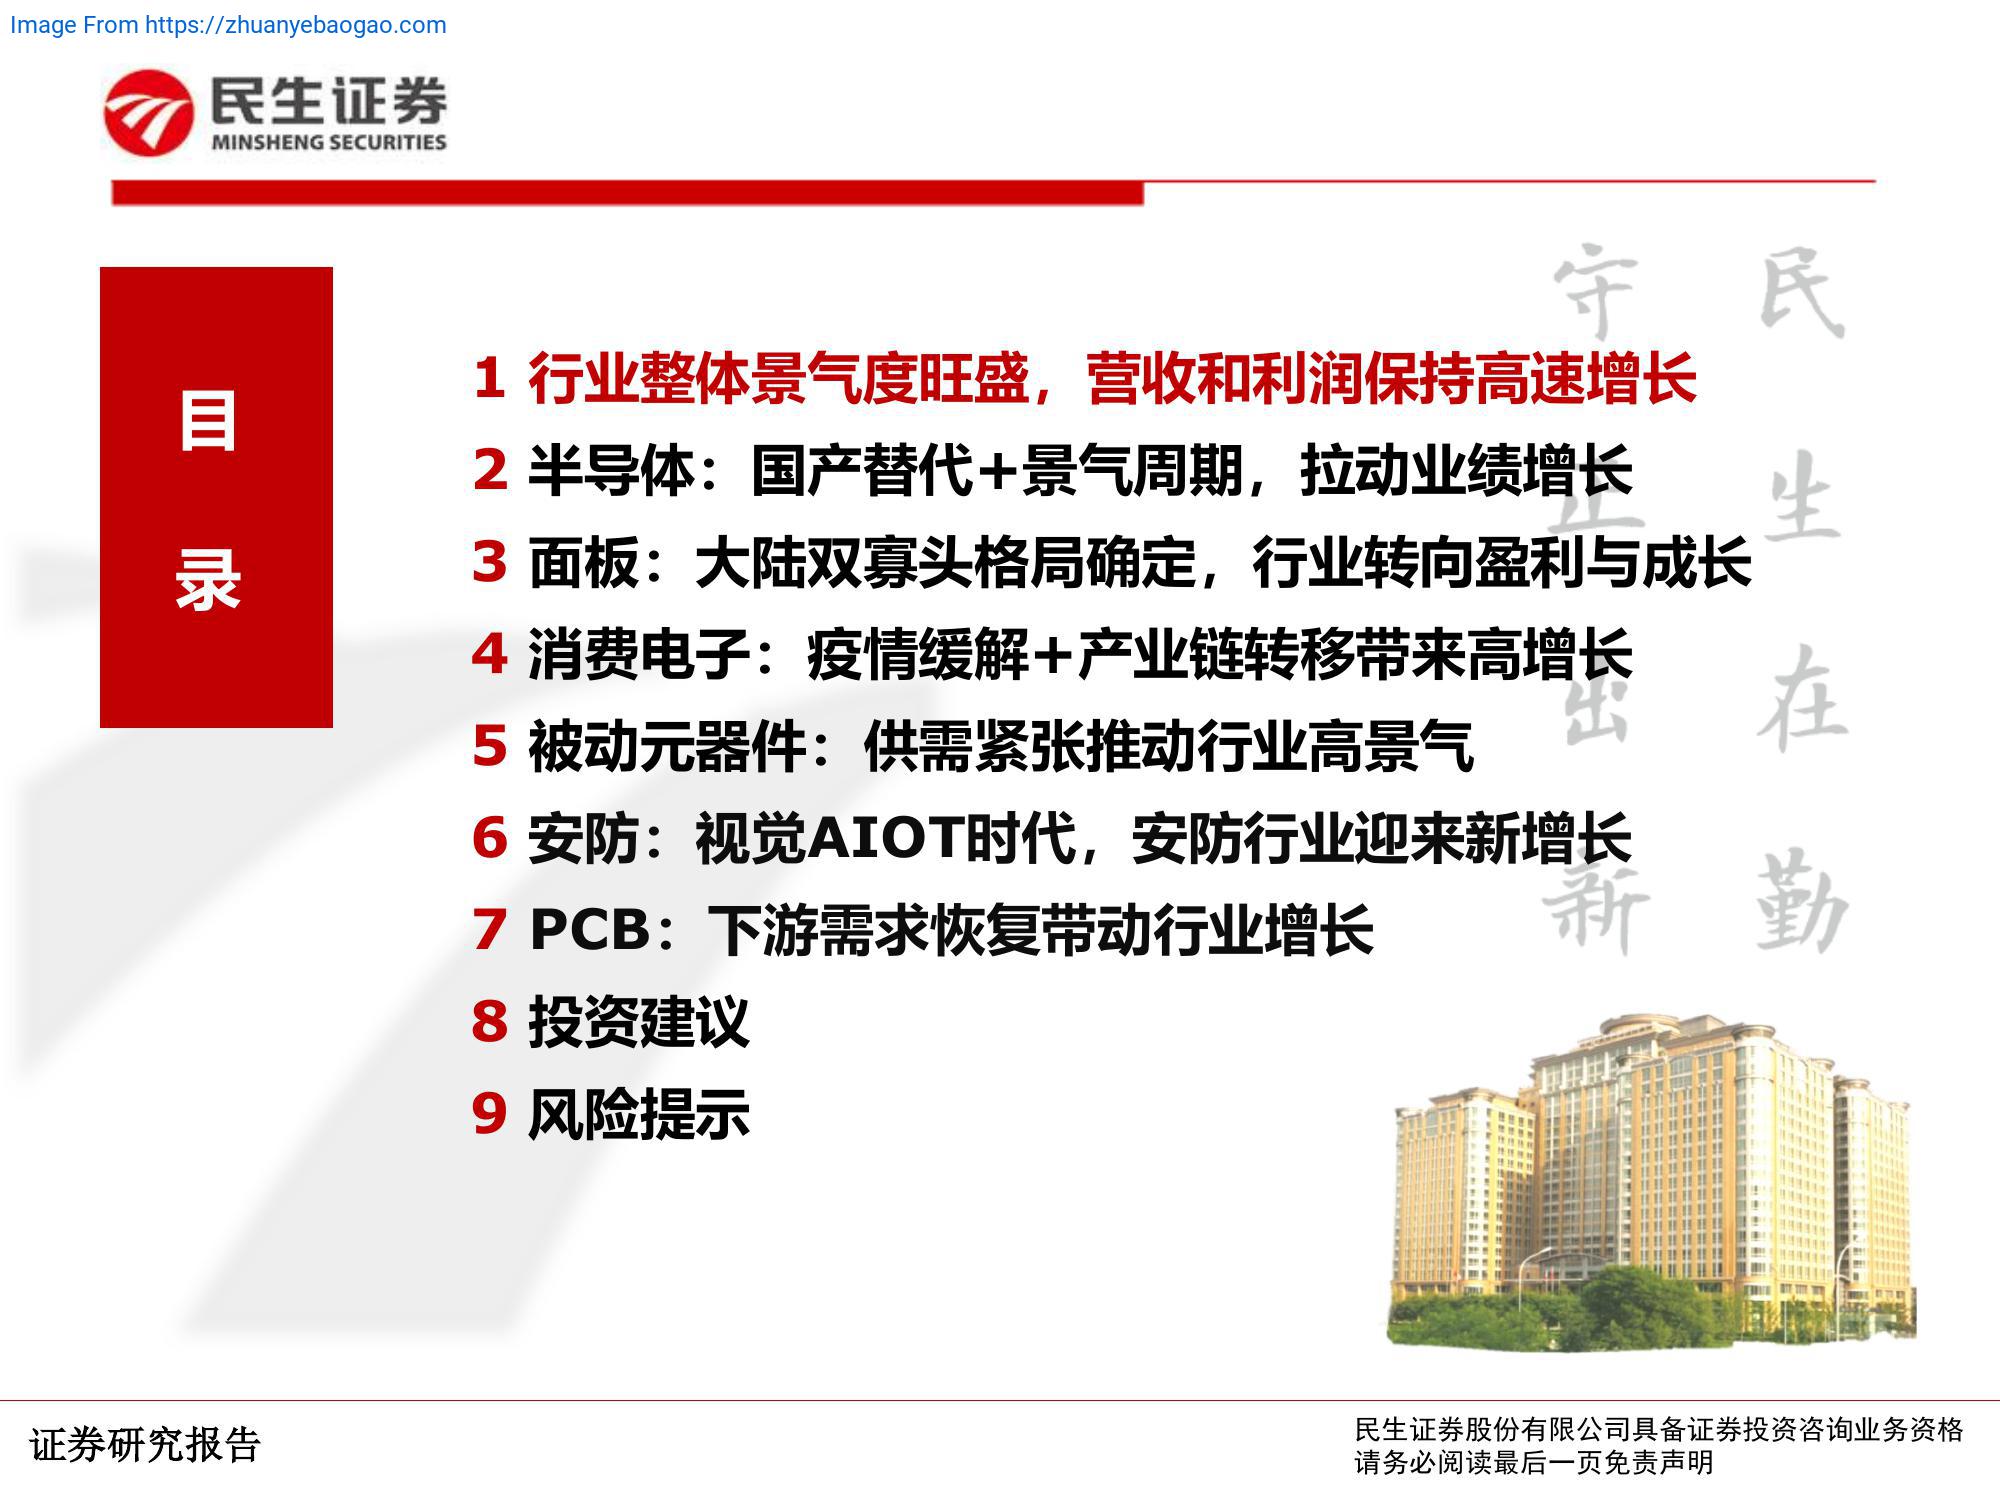 Image From https://zhuanyebaogao.com
民生证券
MINSHENG SECURITIES
目
录
1 行业整体景气度旺盛，营收和利润保持高速增长
2 半导体：国产替代+景气周期，拉动业绩增长
3 面板：大陆双寡头格局确定，行业转向盈利与成长
4 消费电子：疫情缓解+产业链转移带来高增长
5 被动元器件：供需紧张推动行业高景气
6 安防：视觉AIOT时代，安防行业迎来新增长
7 PCB：下游需求恢复带动行业增长
8 投资建议
9 风险提示
民生在勤
守正出新
证券研究报告
民生证券股份有限公司具备证券投资咨询业务资格
请务必阅读最后一页免责声明